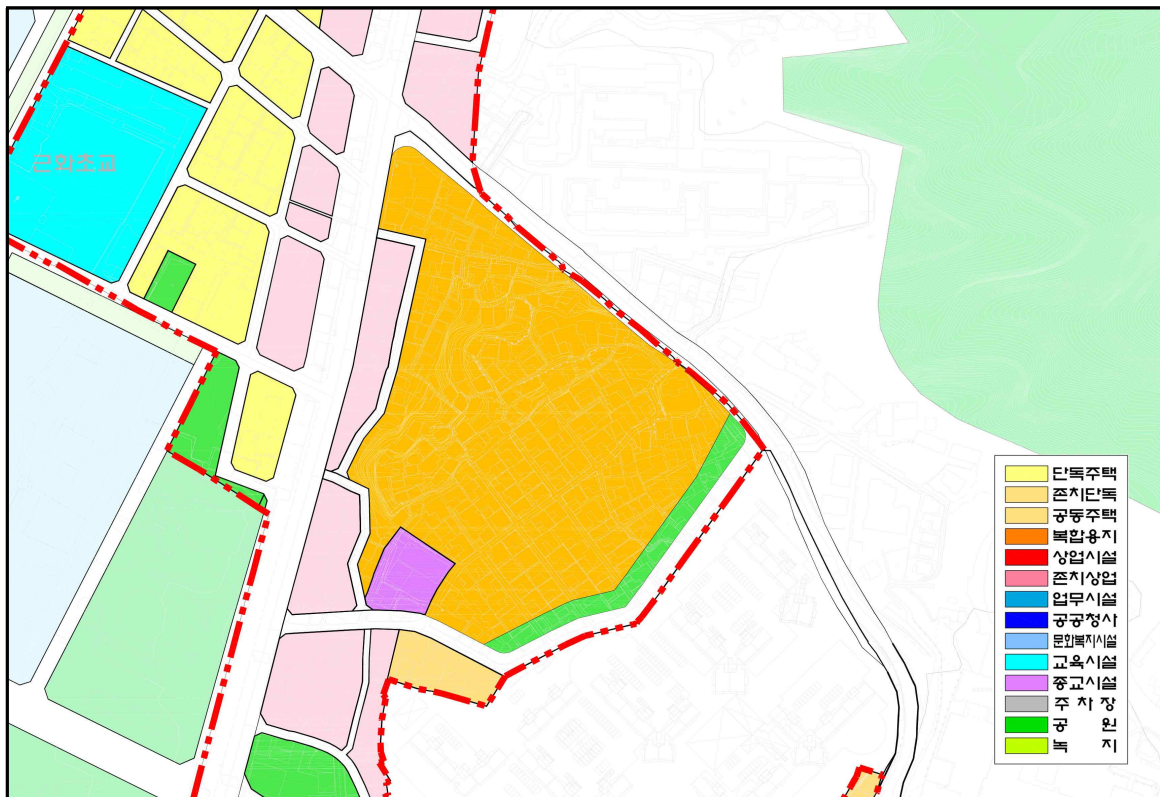 근화초교
단독주택
존치단독
공동주택
복합용지
상업시설
존치상업
업무시설
공공청사
문화복지시설
교육시설
종교시설
주 차 장
공 원
녹 지